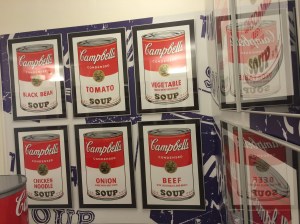 Campbell's
CONDENSED
BLACK BEAN
SOUP
Campbell's
CONDENSED
TOMATO
SOUP
Campbell's
CONDENSED
VEGETABLE
SOUP
Campbell's
CONDENSED
CHICKEN
NOODLE
SOUP
Campbell's
CONDENSED
ONION
SOUP
Campbell's
CONDENSED
BEEF
SOUP
SOUP